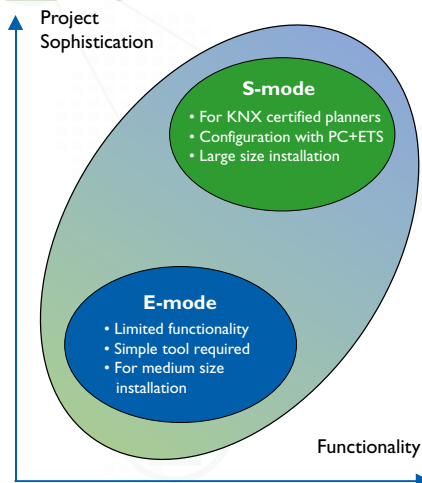 Project
Sophistication
S-mode
• For KNX certified planners
• Configuration with PC+ETS
• Large size installation
E-mode
• Limited functionality
• Simple tool required
• For medium size
installation
Functionality